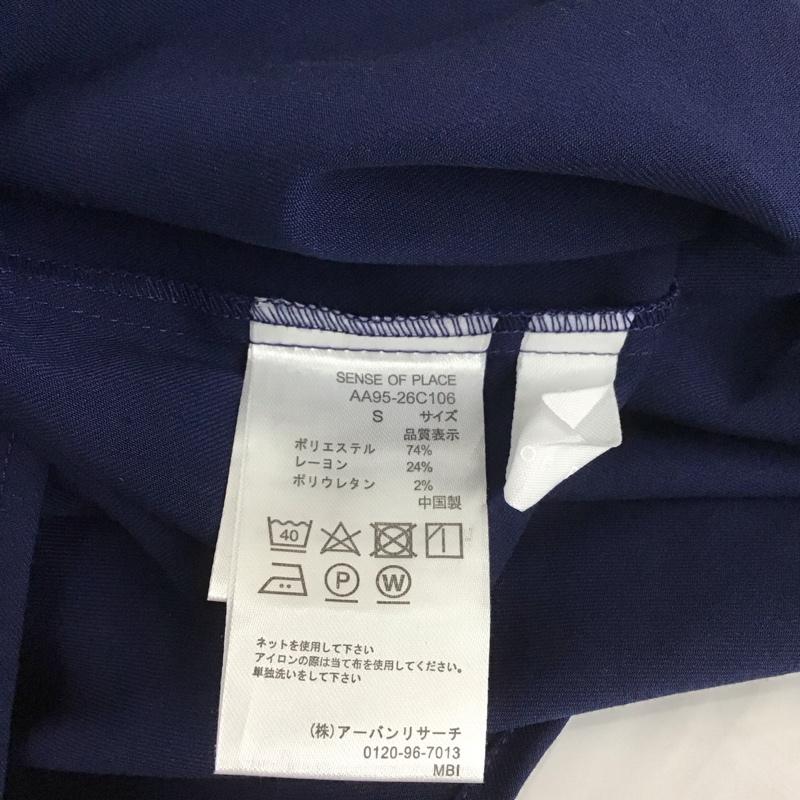 SENSE OF PLACE
AA95-26C106
S サイズ
品質表示
ポリエステル 74%
レーヨン 24%
ポリウレタン 2%
中国製
40
P W
ネットを使用して下さい
アイロンの際は当て布を使用してください。
単独洗いをして下さい
(株)アーバンリサーチ
0120-96-7013
MBI